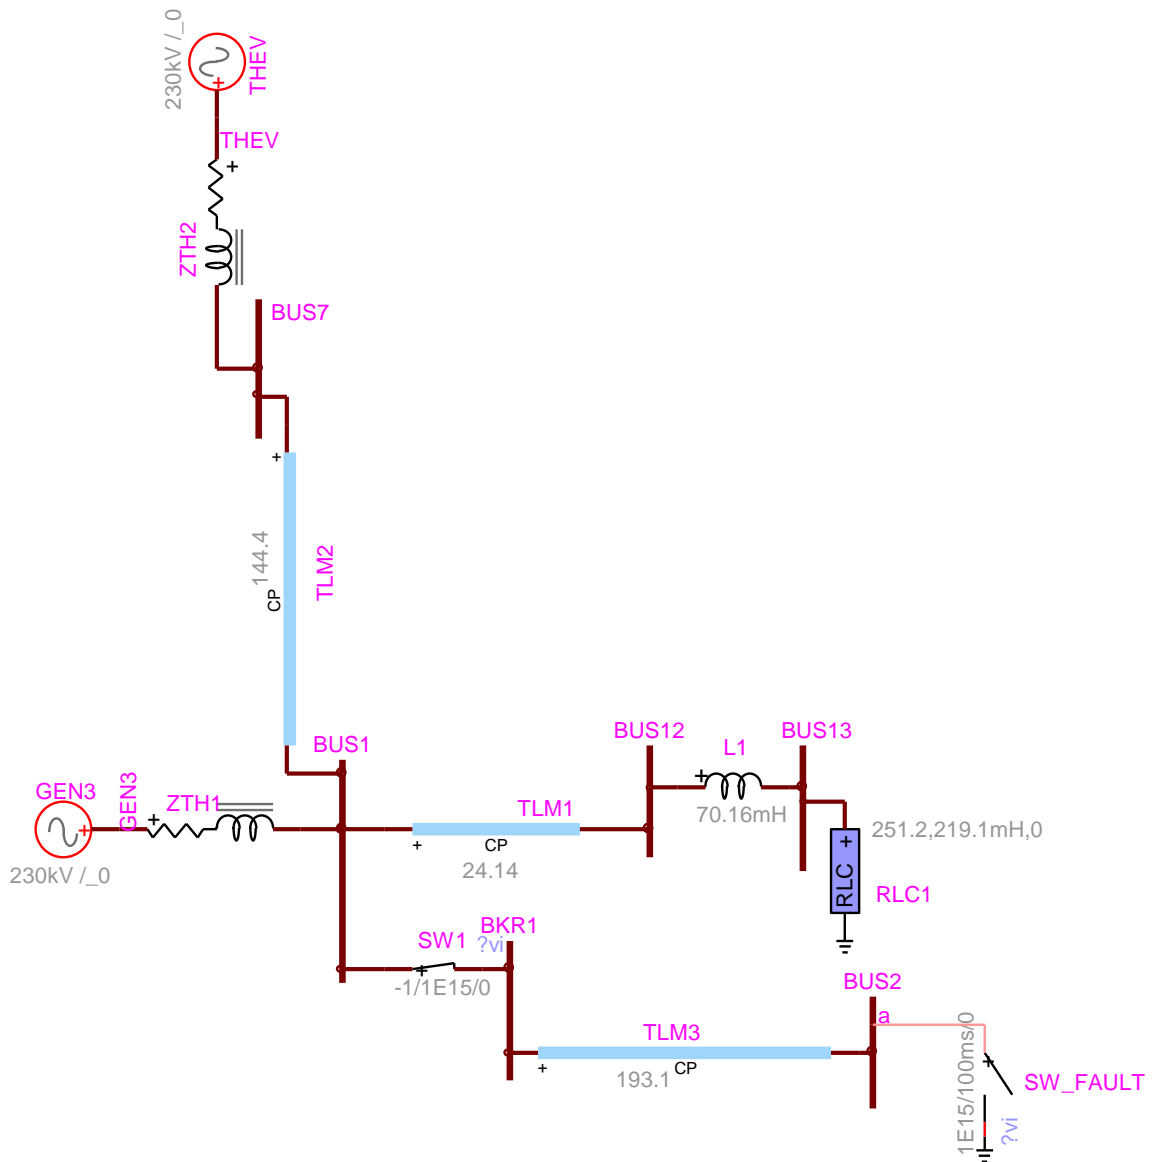 230kV /_0
THEV
+
THEV
+
ZTH2
BUS7
+
144.4
CP
TLM2
BUS1
BUS12
L1
BUS13
+
70.16mH
GEN3
GEN3
ZTH1
+
+
230kV /_0
TLM1
+
CP
24.14
251.2,219.1mH,0
+
RLC
RLC1
BKR1
SW1
?vi
+
-1/1E15/0
BUS2
a
TLM3
+
193.1
CP
1E15/100ms/0
+
SW_FAULT
?vi